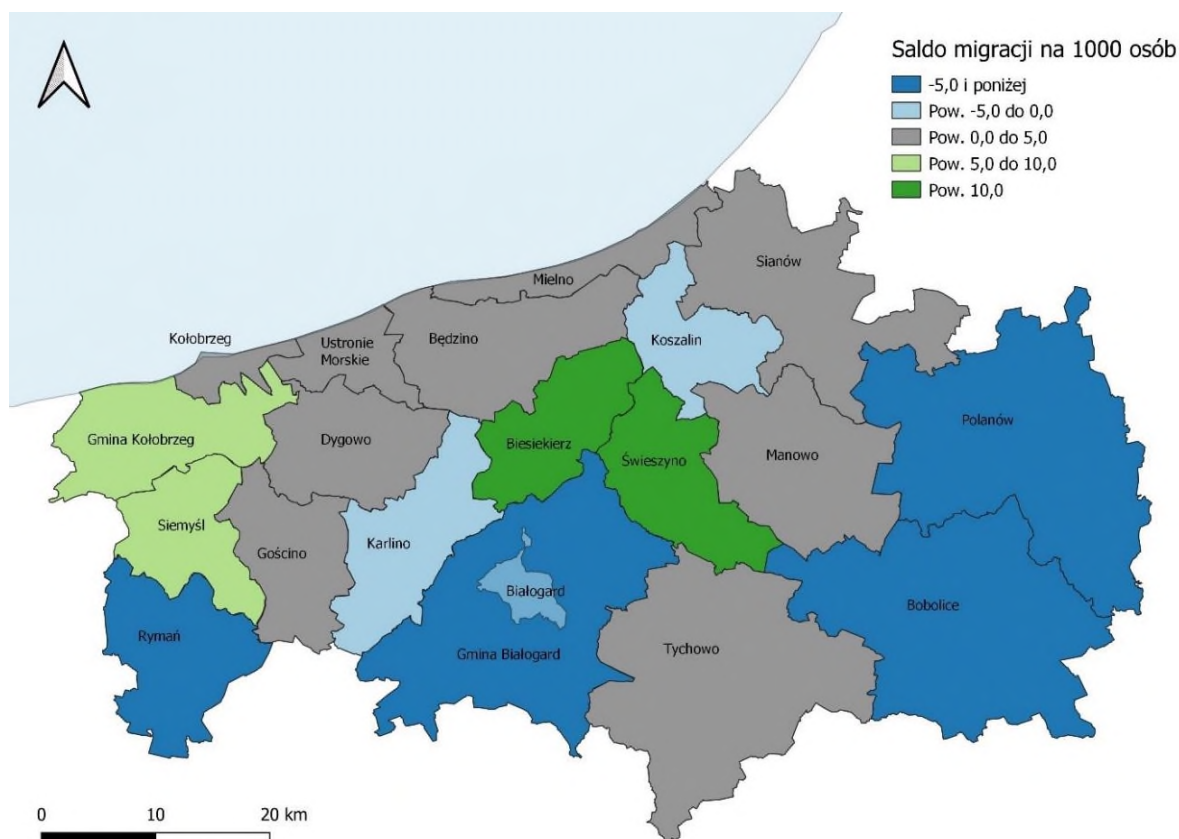 Saldo migracji na 1000 osób
-5,0 i poniżej
Pow. -5,0 do 0,0
Pow. 0,0 do 5,0
Pow. 5,0 do 10,0
Pow. 10,0
Sianów
Mielno
Kołobrzeg
Ustronie
Morskie
Będzino
Koszalin
Polanów
Gmina Kołobrzeg
Dygowo
Biesiekierz
Świeszyno
Manowo
Siemyśl
Gościno
Karlino
Białogard
Bobolice
Rymań
Gmina Białogard
Tychowo
0 10 20 km